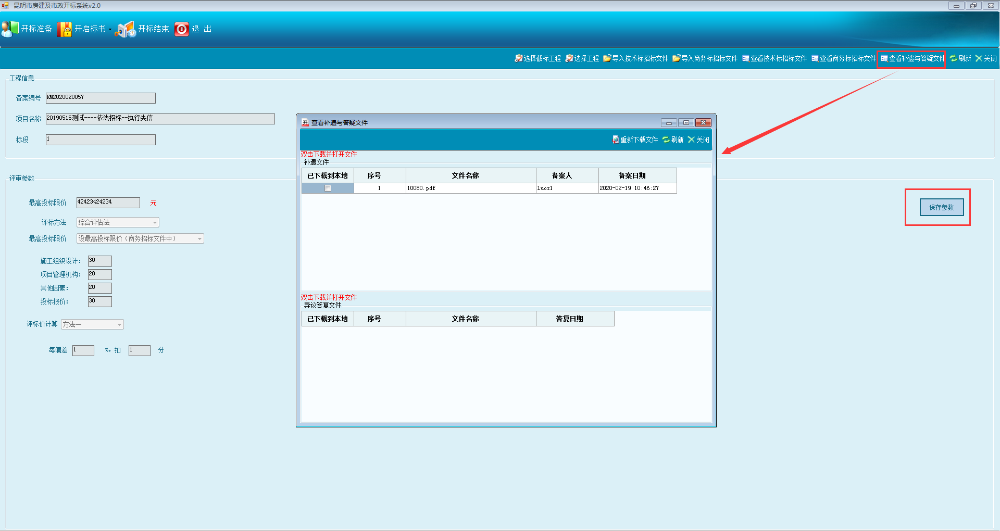 昆明市房建及市政开标系统v2.0
开标准备 开启标书 开标结束 退 出
选择截标工程 选择工程 导入技术标招标文件 导入商务标招标文件 查看技术标招标文件 查看商务标招标文件 查看补遗与答疑文件 刷新 关闭
工程信息
备案编号 KM2020020057
项目名称 20190515测试----依法招标--执行失信
标段 1
评审参数
最高投标限价 42423424234 元
评标方法 综合评估法
最高投标限价 设最高投标限价（商务招标文件中）
施工组织设计： 30
项目管理机构： 20
其他因素： 20
投标报价： 30
评标价计算 方法一
每偏差 1 %，扣 1 分
保存参数
开 查看补遗与答疑文件
重新下载文件 刷新 关闭
双击下载并打开文件
补遗文件
已下载到本地 序号 文件名称 备案人 备案日期
1 10080.pdf luoz1 2020-02-19 10:46:27
双击下载并打开文件
异议答复文件
已下载到本地 序号 文件名称 答复日期